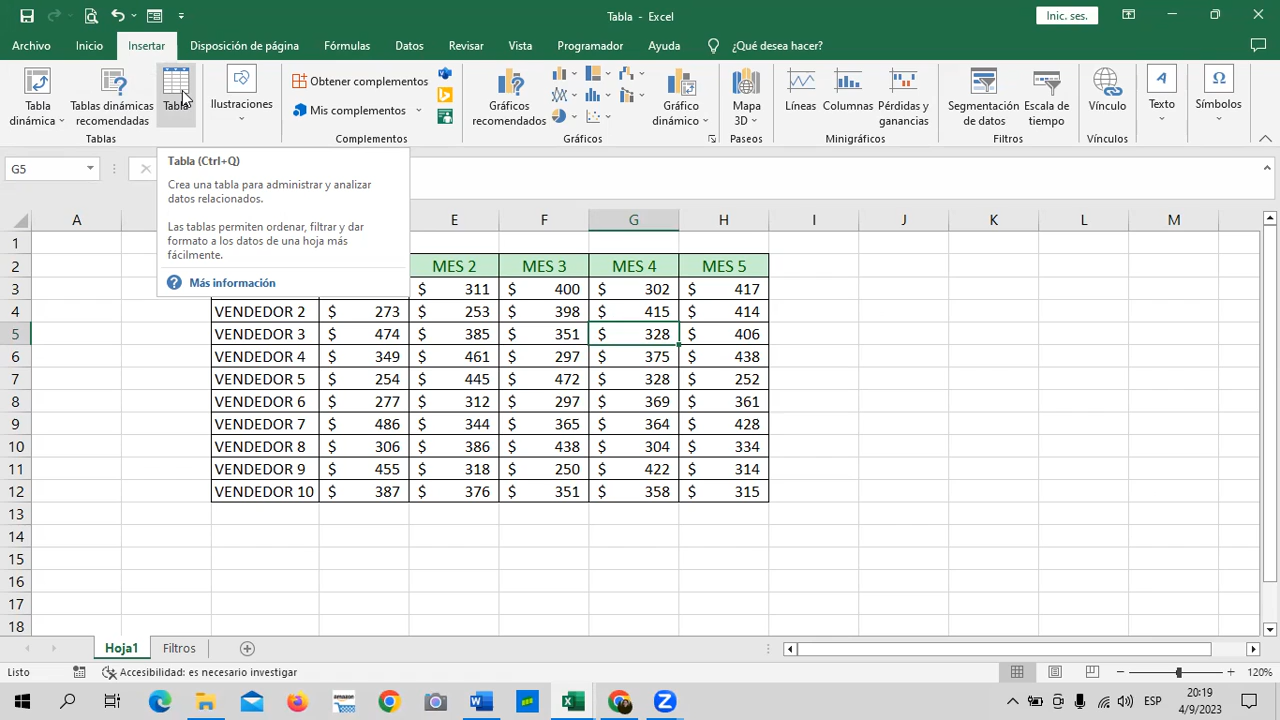 Tabla - Excel
Inic. ses.
Archivo Inicio Insertar Disposición de página Fórmulas Datos Revisar Vista Programador Ayuda ¿Qué desea hacer?
Tabla dinámica
Tablas dinámicas recomendadas
Tabla
Tablas
Ilustraciones
Obtener complementos
Mis complementos
Complementos
Gráficos recomendados
Gráfico dinámico
Gráficos
Mapa 3D
Paseos
Líneas
Columnas
Pérdidas y ganancias
Minigráficos
Segmentación de datos
Escala de tiempo
Filtros
Vínculo
Vínculos
Texto
Símbolos
G5
Tabla (Ctrl+Q)
Crea una tabla para administrar y analizar
datos relacionados.
Las tablas permiten ordenar, filtrar y dar
formato a los datos de una hoja más
fácilmente.
? Más información
A E F G H I J K L M
1
2 MES 2 MES 3 MES 4 MES 5
3 $ 311 $ 400 $ 302 $ 417
4 VENDEDOR 2 $ 273 $ 253 $ 398 $ 415 $ 414
5 VENDEDOR 3 $ 474 $ 385 $ 351 $ 328 $ 406
6 VENDEDOR 4 $ 349 $ 461 $ 297 $ 375 $ 438
7 VENDEDOR 5 $ 254 $ 445 $ 472 $ 328 $ 252
8 VENDEDOR 6 $ 277 $ 312 $ 297 $ 369 $ 361
9 VENDEDOR 7 $ 486 $ 344 $ 365 $ 364 $ 428
10 VENDEDOR 8 $ 306 $ 386 $ 438 $ 304 $ 334
11 VENDEDOR 9 $ 455 $ 318 $ 250 $ 422 $ 314
12 VENDEDOR 10 $ 387 $ 376 $ 351 $ 358 $ 315
13
14
15
16
17
18
Hoja1 Filtros
Listo Accesibilidad: es necesario investigar 120%
amazon
ESP
20:19
4/9/2023